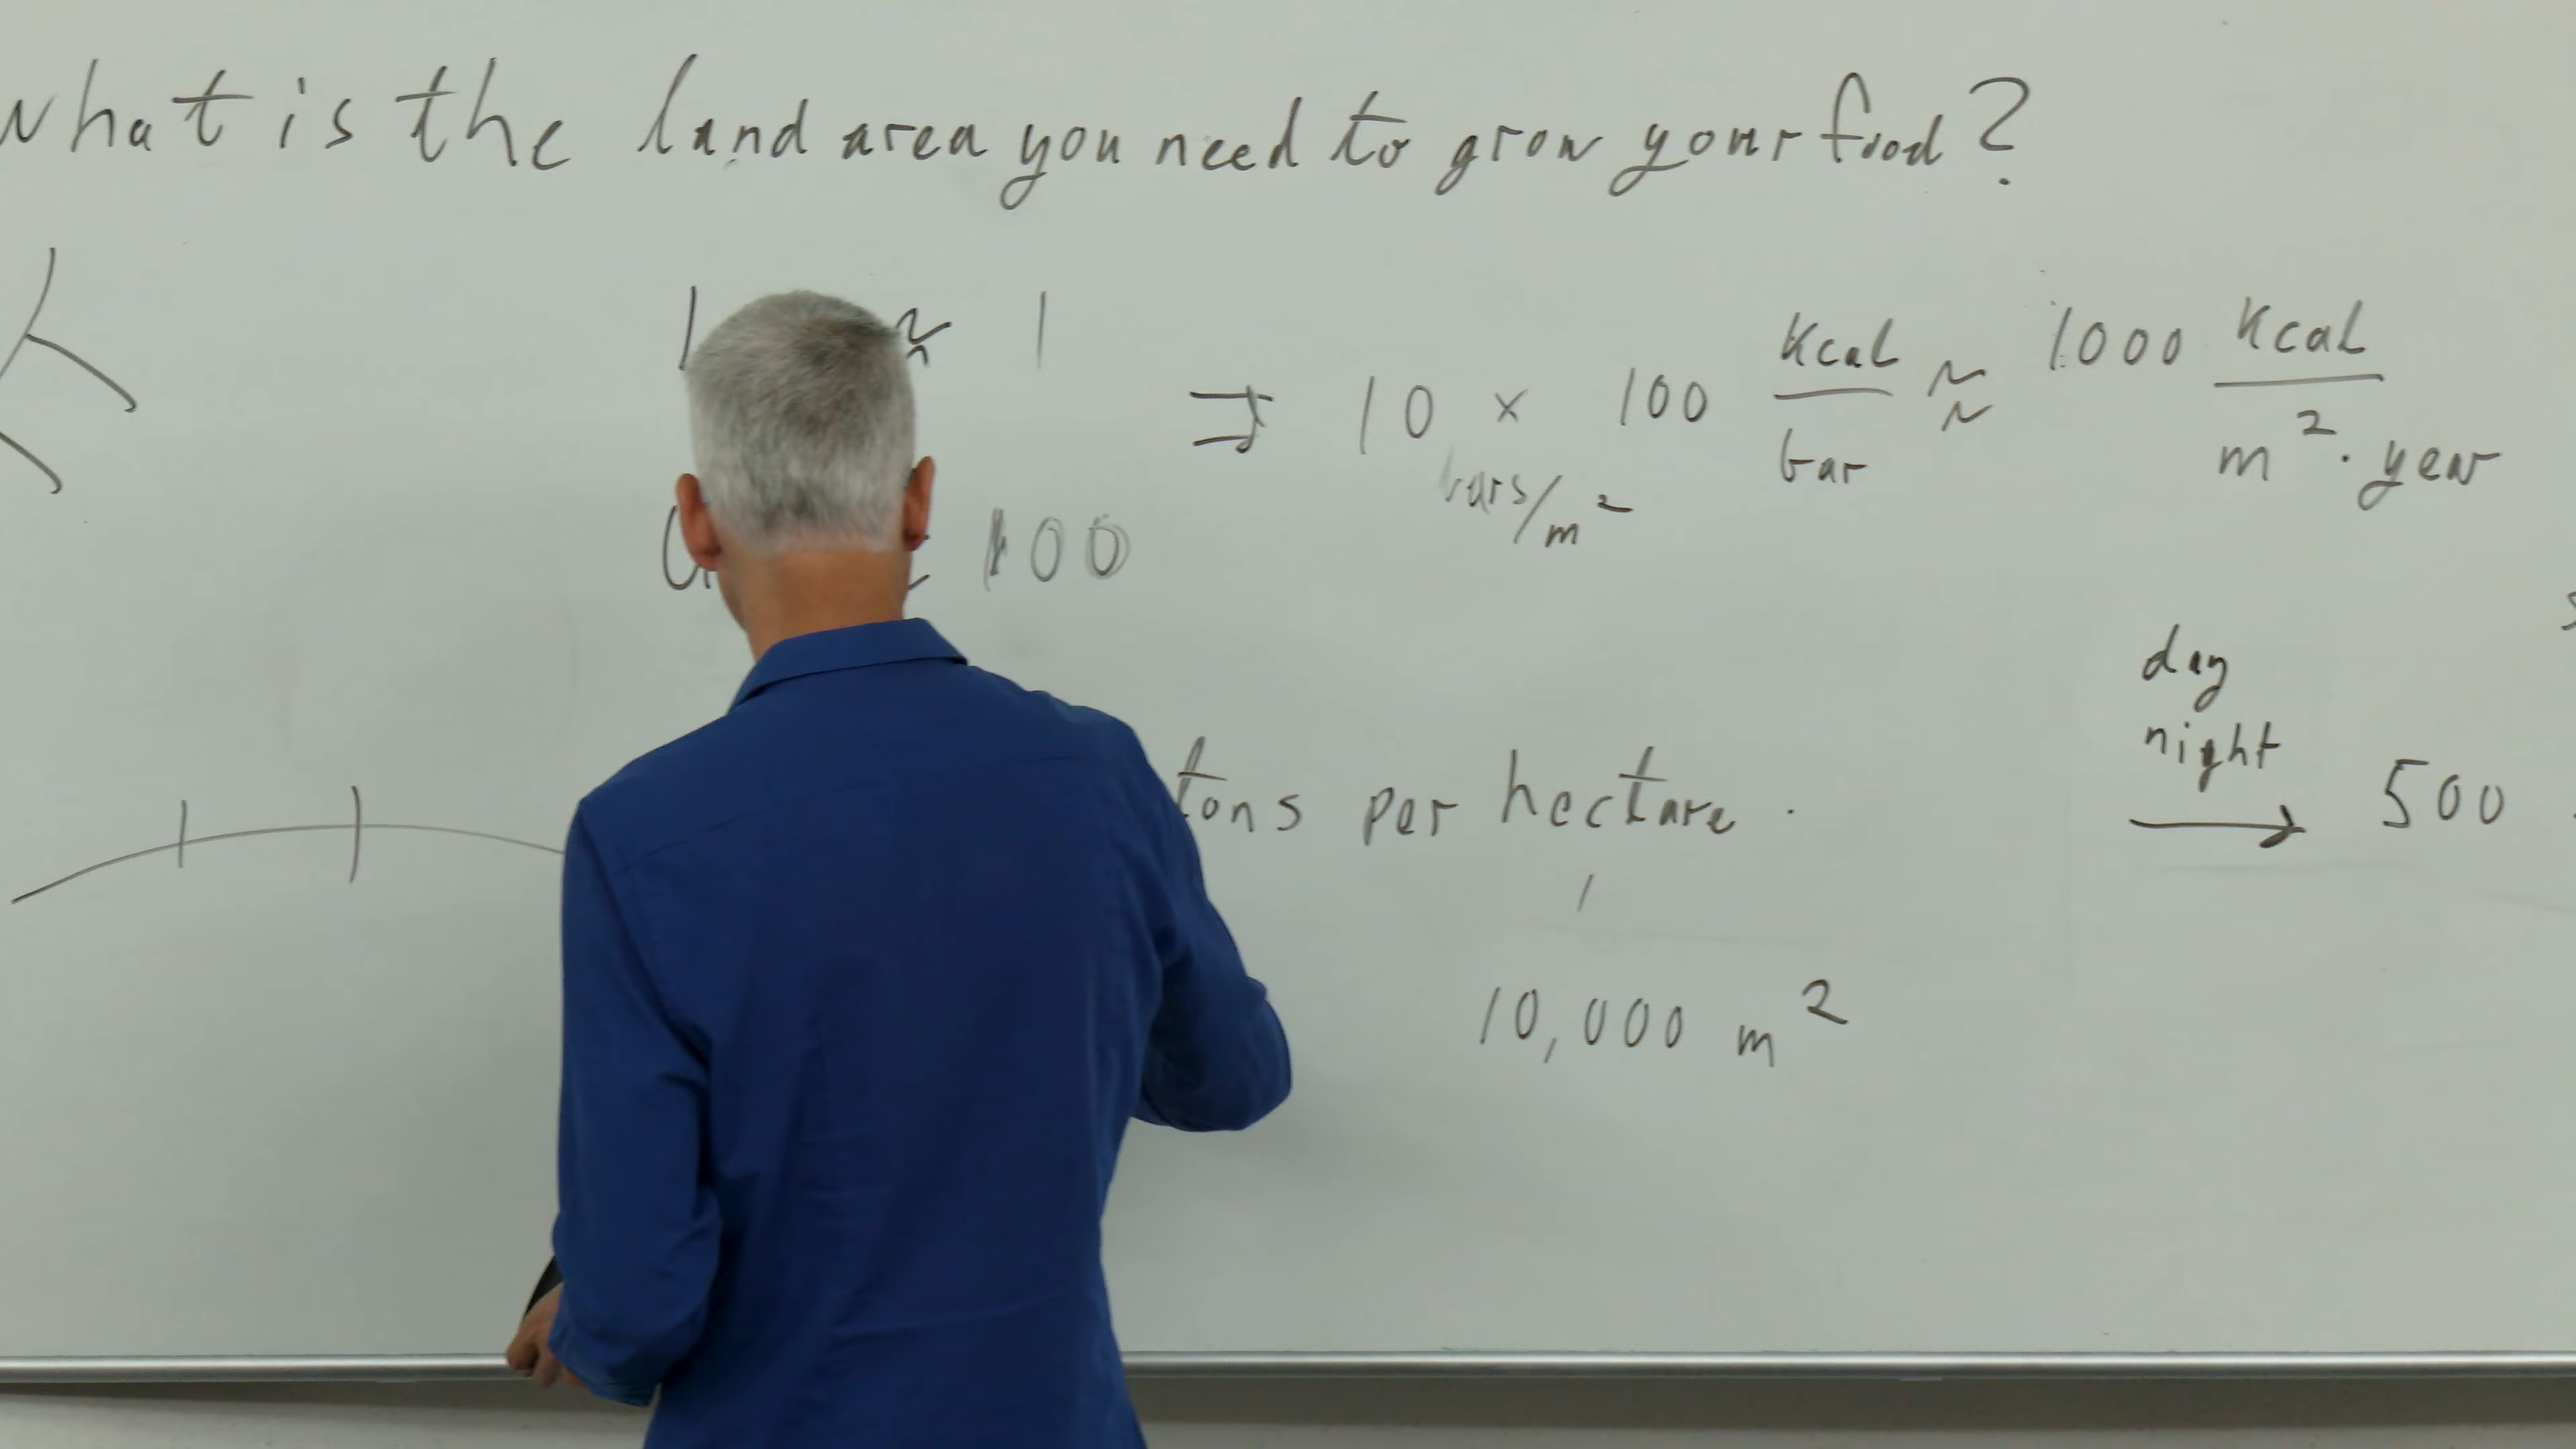 What is the land area you need to grow your food?
1 ≈ 1
⇒ 10 × 100 Kcal/bar ≈ 1000 Kcal/m²·year
bars/m²
100
day
night
→ 500
tons per hectare.
10,000 m²